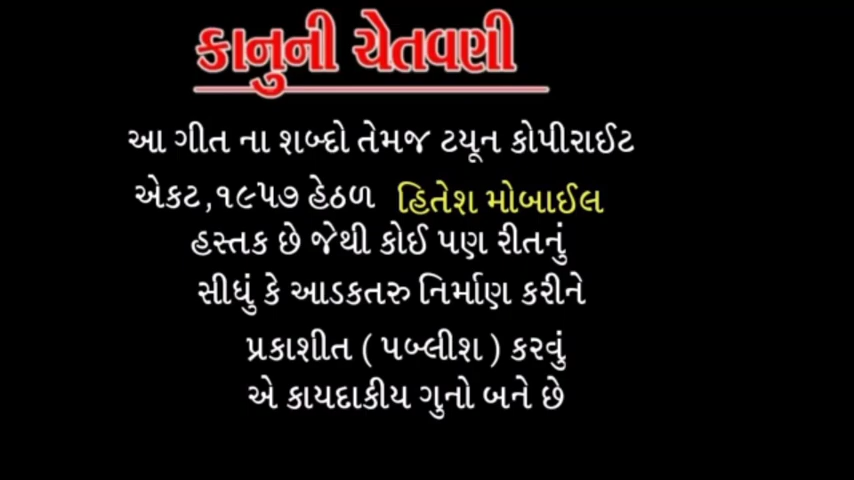 કાનુની ચેતવણી
આ ગીત ના શબ્દો તેમજ ટયૂન કોપીરાઈટ
એકટ,૧૯૫૭ હેઠળ હિતેશ મોબાઈલ
હસ્તક છે જેથી કોઈ પણ રીતનું
સીધું કે આડકતરુ નિર્માણ કરીને
પ્રકાશીત ( પબ્લીશ ) કરવું
એ કાયદાકીય ગુનો બને છે